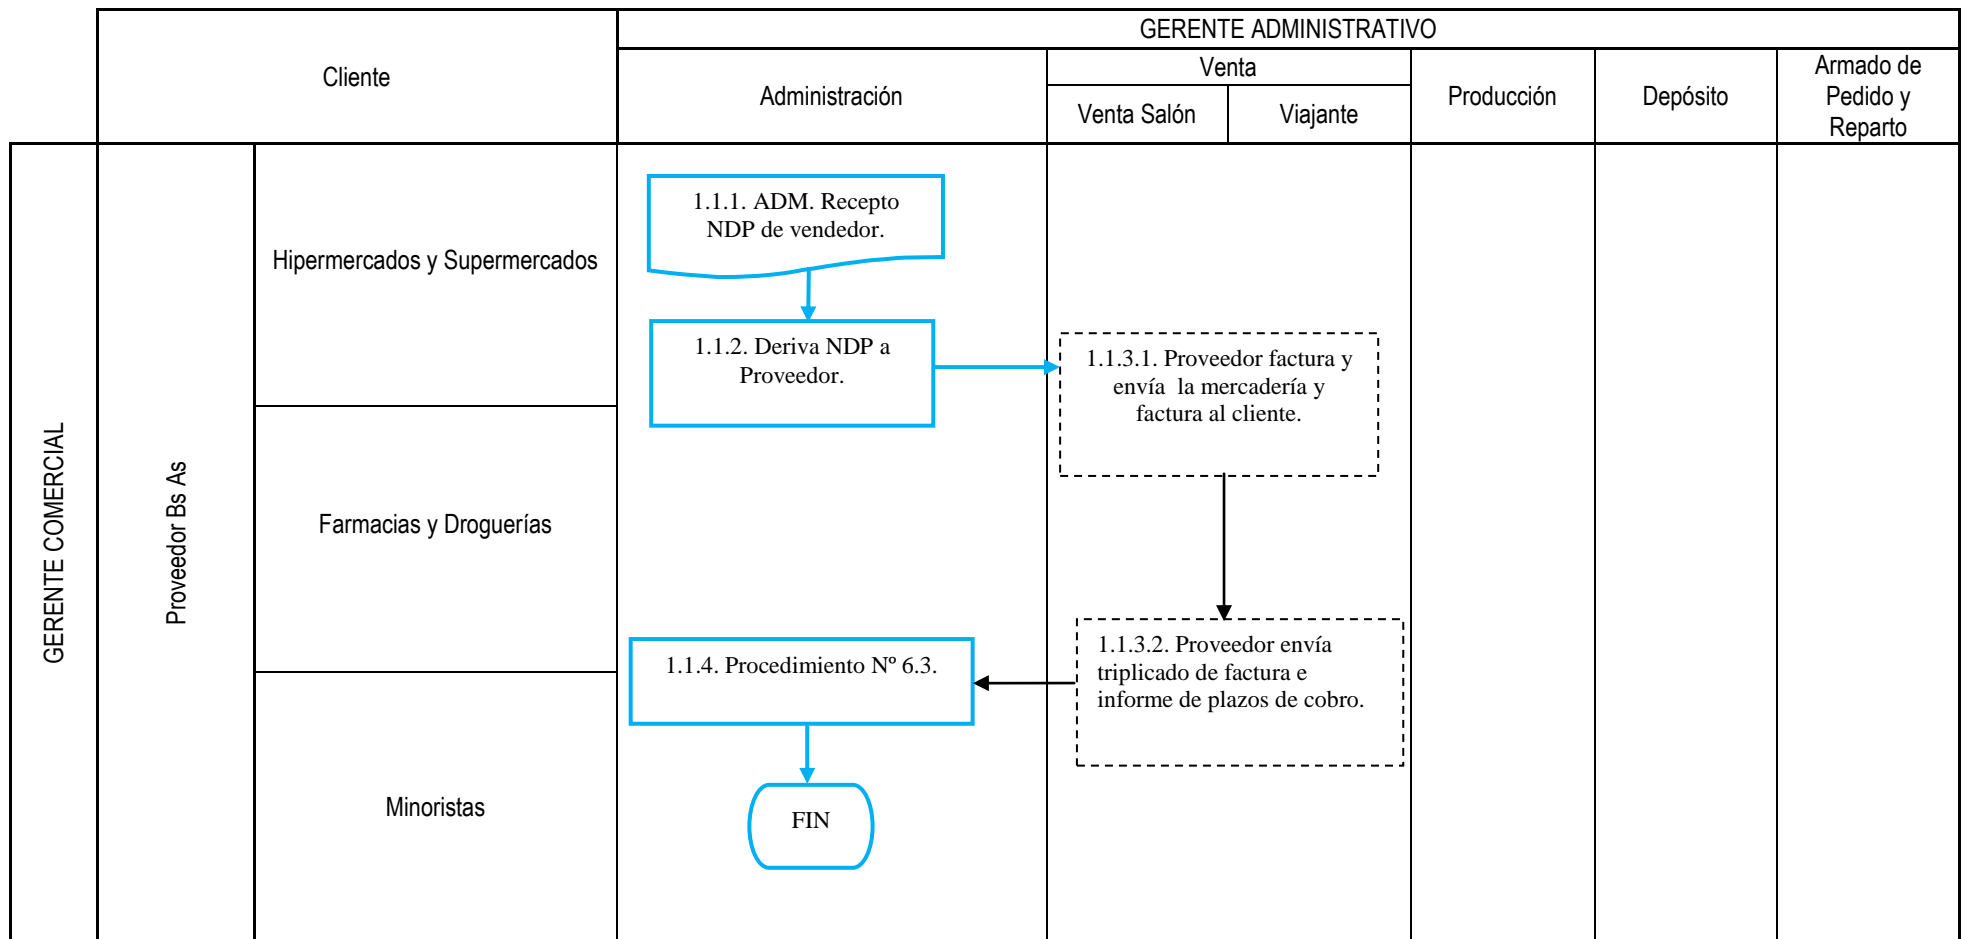 GERENTE ADMINISTRATIVO
Cliente
Administración
Venta
Venta Salón
Viajante
Producción
Depósito
Armado de
Pedido y
Reparto
GERENTE COMERCIAL
Proveedor Bs As
Hipermercados y Supermercados
Farmacias y Droguerías
Minoristas
1.1.1. ADM. Recepto
NDP de vendedor.
1.1.2. Deriva NDP a
Proveedor.
1.1.3.1. Proveedor factura y
envía  la mercadería y
factura al cliente.
1.1.3.2. Proveedor envía
triplicado de factura e
informe de plazos de cobro.
1.1.4. Procedimiento Nº 6.3.
FIN